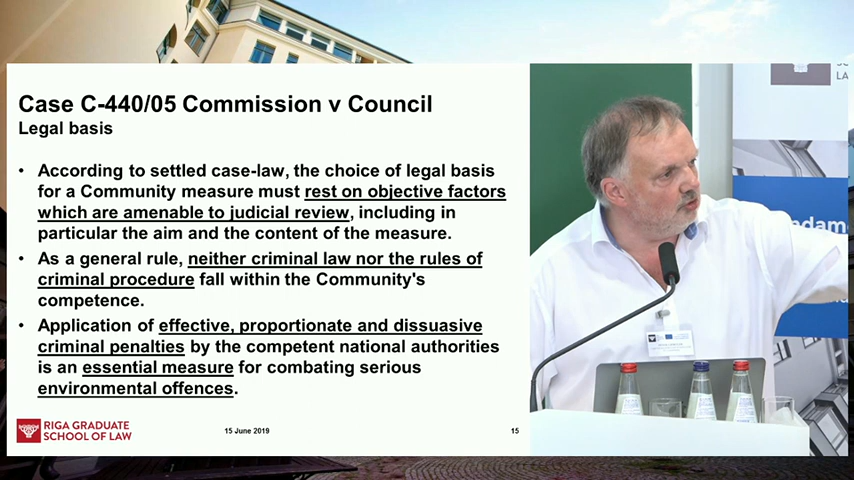 Case C-440/05 Commission v Council
Legal basis
• According to settled case-law, the choice of legal basis
for a Community measure must rest on objective factors
which are amenable to judicial review, including in
particular the aim and the content of the measure.
• As a general rule, neither criminal law nor the rules of
criminal procedure fall within the Community's
competence.
• Application of effective, proportionate and dissuasive
criminal penalties by the competent national authorities
is an essential measure for combating serious
environmental offences.
RIGA GRADUATE
SCHOOL OF LAW
15 June 2019
15
LA